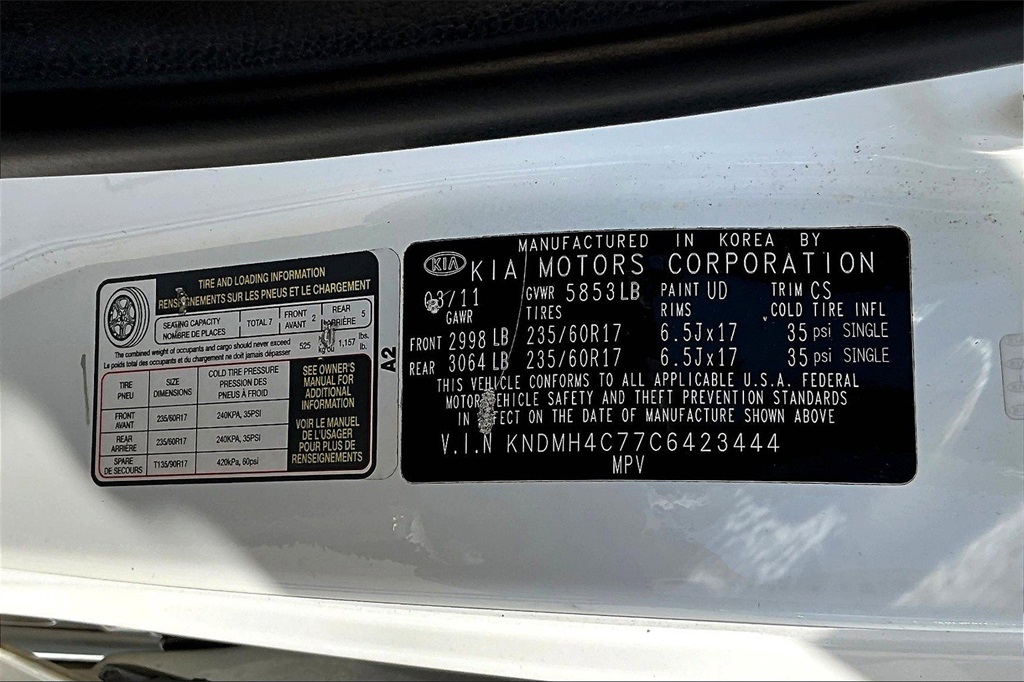 TIRE AND LOADING INFORMATION
RENSEIGNEMENTS SUR LES PNEUS ET LE CHARGEMENT
SEATING CAPACITY
NOMBRE DE PLACES
TOTAL 7
FRONT
AVANT 2
REAR
ARRIÈRE 5
The combined weight of occupants and cargo should never exceed
Le poids total des occupants et du chargement ne doit jamais dépasser
525
kg ou 1,157 lbs.
lb.
TIRE
PNEU
SIZE
DIMENSIONS
COLD TIRE PRESSURE
PRESSION DES
PNEUS A FROID
FRONT
AVANT
235/60R17
240KPA, 35PSI
REAR
ARRIÈRE
235/60R17
240KPA, 35PSI
SPARE
DE SECOURS
T135/90R17
420kPa, 60psi
SEE OWNER'S
MANUAL FOR
ADDITIONAL
INFORMATION
VOIR LE MANUEL
DE L'USAGER
POUR PLUS DE
RENSEIGNEMENTS
A2
MANUFACTURED IN KOREA BY
KIA KIA MOTORS CORPORATION
03/11 GVWR 5853LB PAINT UD TRIM CS
GAWR TIRES RIMS COLD TIRE INFL
FRONT 2998 LB 235/60R17 6.5Jx17 35 psi SINGLE
REAR 3064 LB 235/60R17 6.5Jx17 35 psi SINGLE
THIS VEHICLE CONFORMS TO ALL APPLICABLE U.S.A. FEDERAL
MOTOR VEHICLE SAFETY AND THEFT PREVENTION STANDARDS
IN EFFECT ON THE DATE OF MANUFACTURE SHOWN ABOVE
V.I.N KNDMH4C77C6423444
MPV